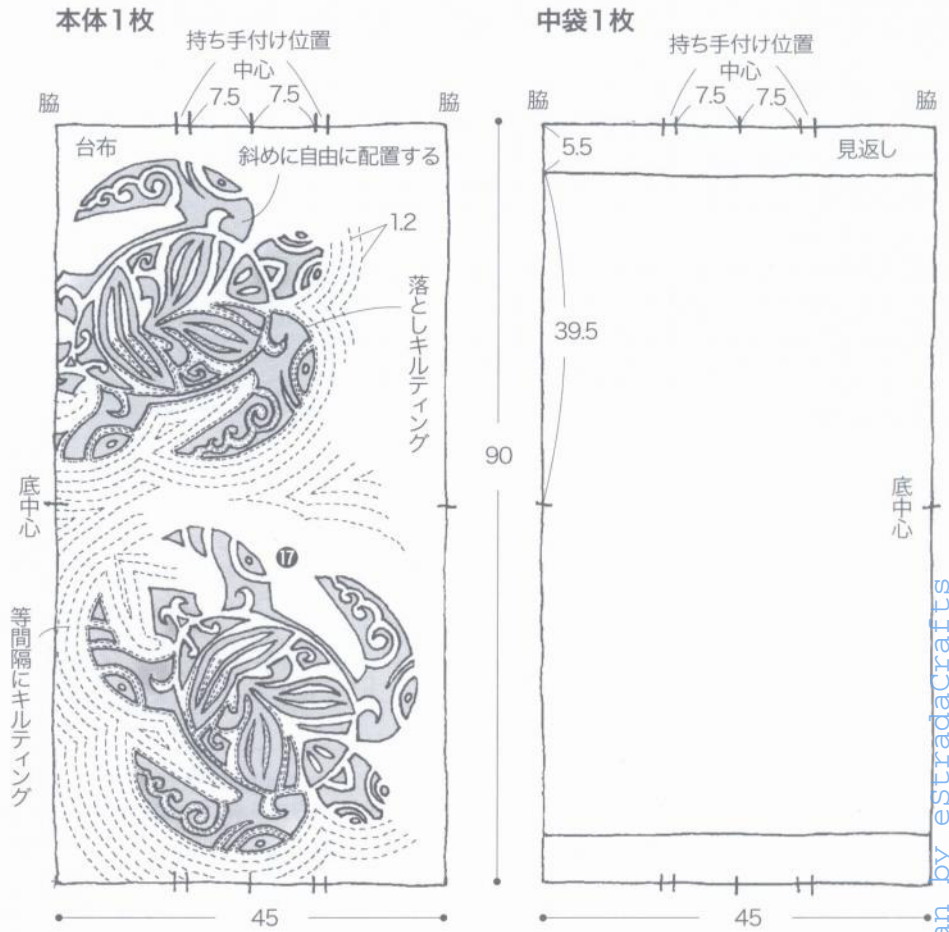 本体1枚
持ち手付け位置
中心
7.5 7.5
脇 脇
台布
斜めに自由に配置する
1.2
落としキルティング
底中心
⓱
等間隔にキルティング
45
90
中袋1枚
持ち手付け位置
中心
7.5 7.5
脇 脇
5.5
見返し
39.5
底中心
45
an by eStradaCrafts